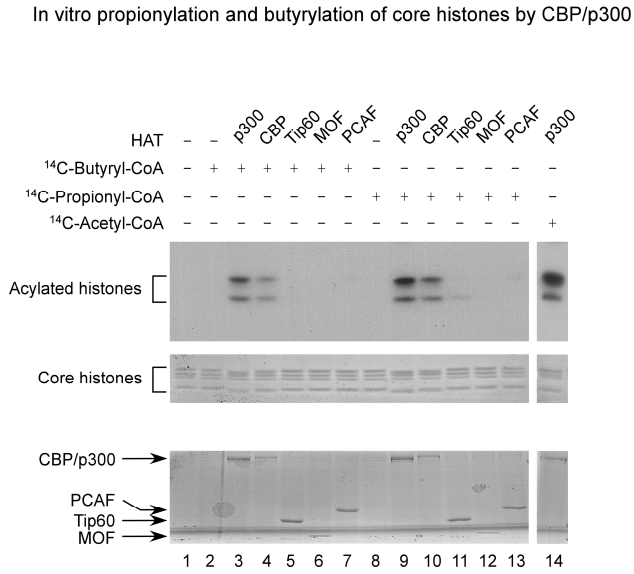 In vitro propionylation and butyrylation of core histones by CBP/p300
HAT – – p300 CBP Tip60 MOF PCAF – p300 CBP Tip60 MOF PCAF p300
14C-Butyryl-CoA – + + + + + + – – – – – – –
14C-Propionyl-CoA – – – – – – – + + + + + + –
14C-Acetyl-CoA – – – – – – – – – – – – – +
Acylated histones
Core histones
CBP/p300
PCAF
Tip60
MOF
1 2 3 4 5 6 7 8 9 10 11 12 13 14